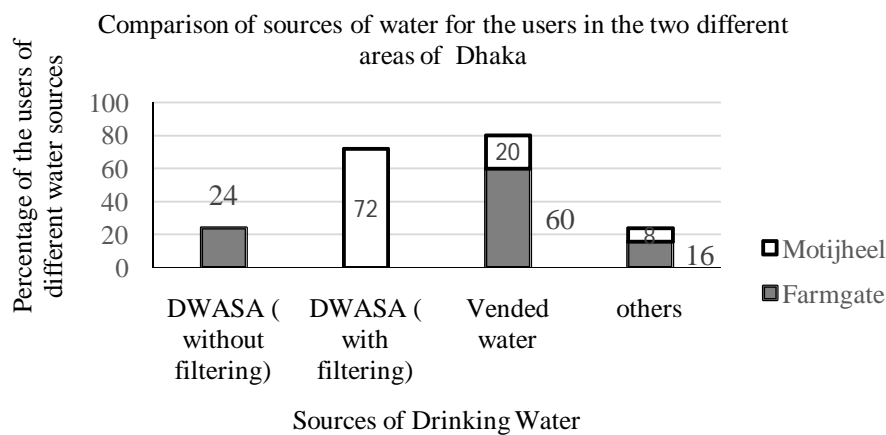 Comparison of sources of water for the users in the two different
areas of Dhaka
Percentage of the users of
different water sources
100
80
60
40
20
0
24
72
20
60
8
16
Motijheel
Farmgate
DWASA (
without
filtering)
DWASA (
with
filtering)
Vended
water
others
Sources of Drinking Water